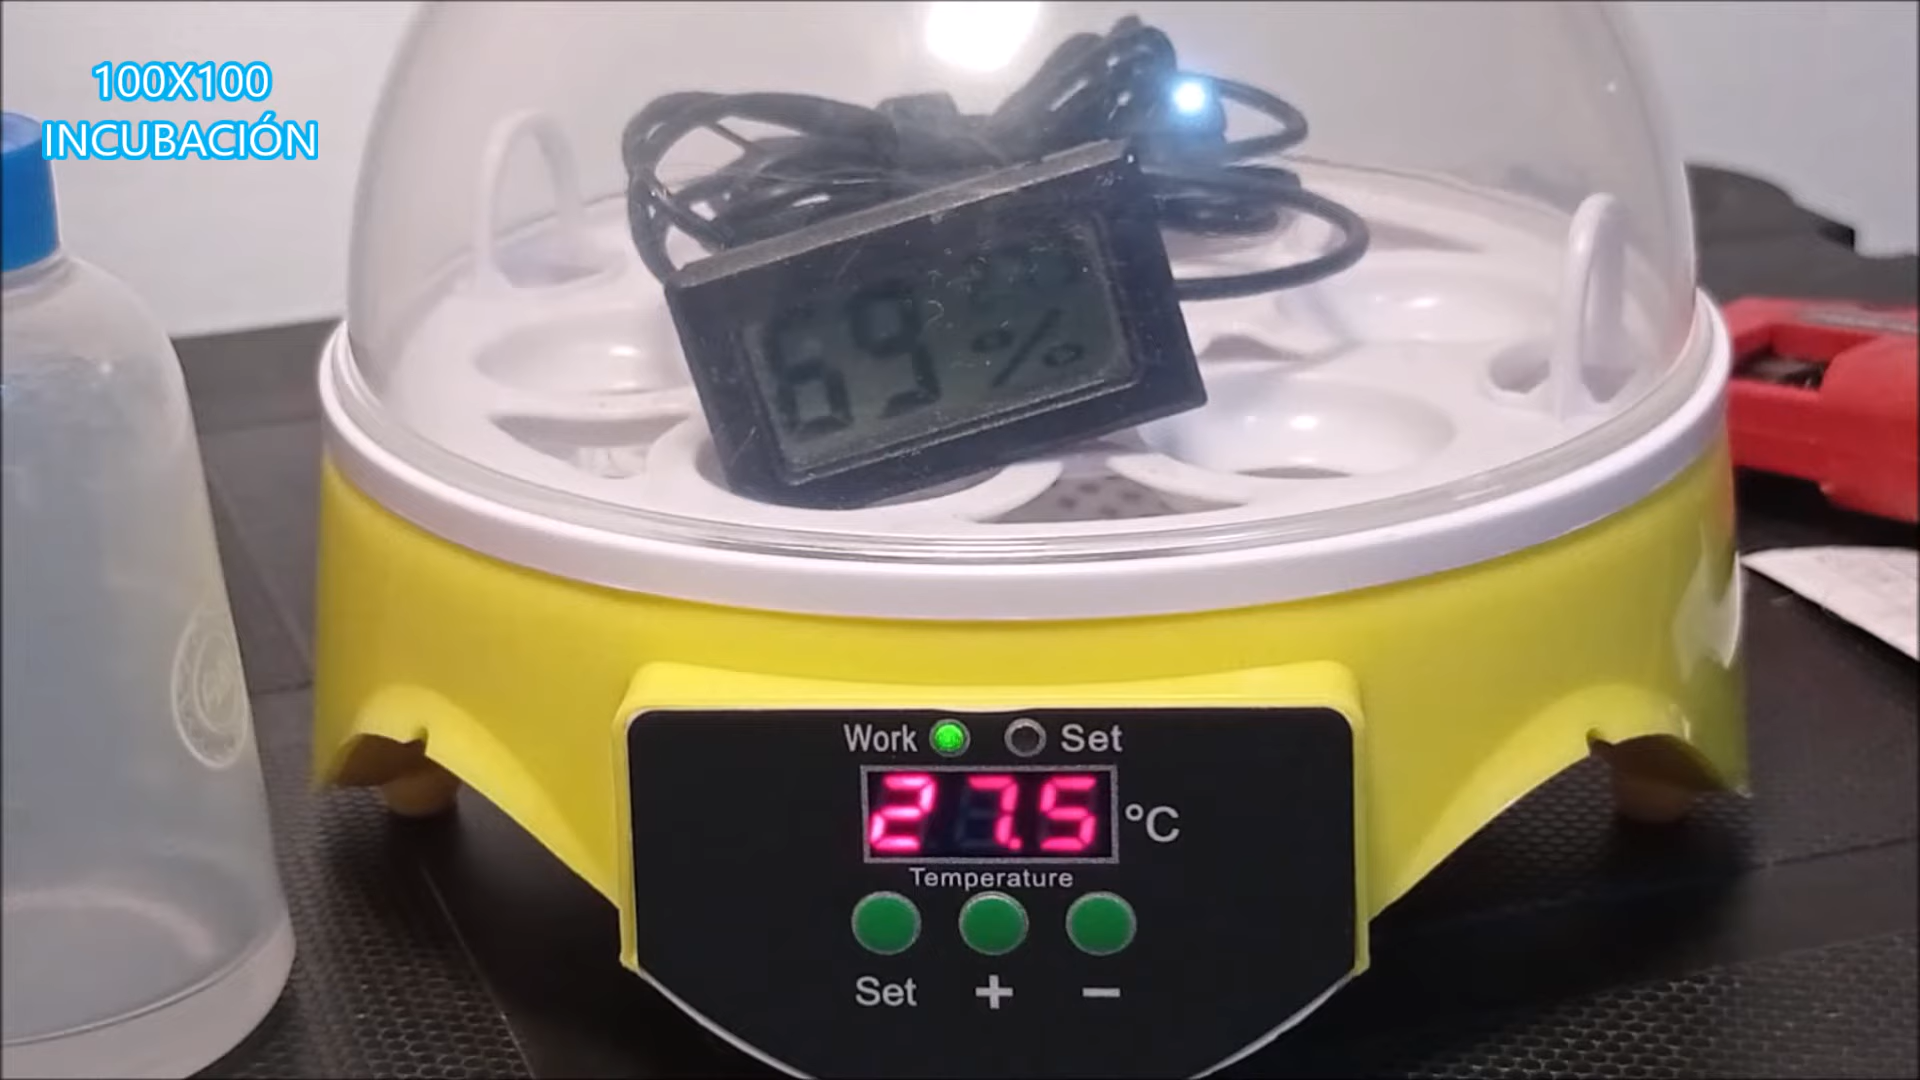 100X100
INCUBACIÓN
69 %
Work Set
27.5 °C
Temperature
Set + −